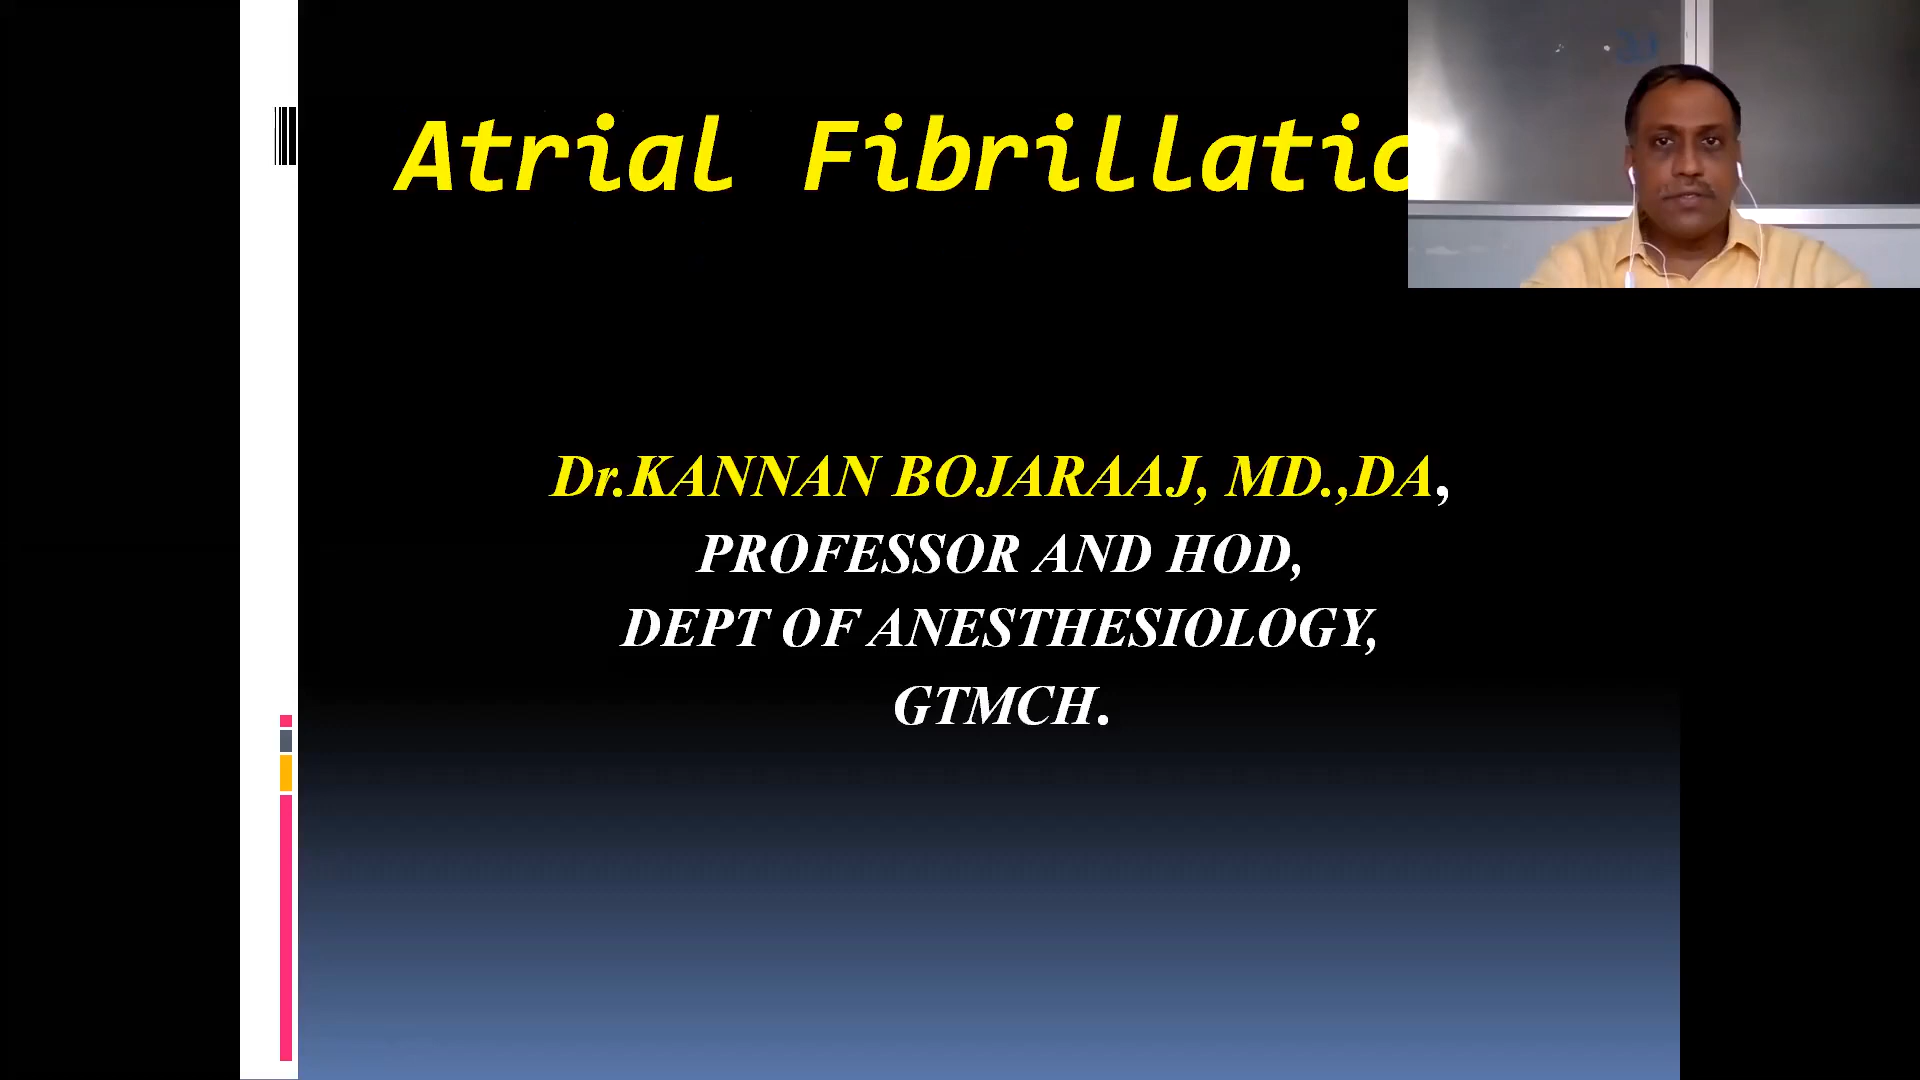 Atrial Fibrillatio
Dr.KANNAN BOJARAAJ, MD.,DA,
PROFESSOR AND HOD,
DEPT OF ANESTHESIOLOGY,
GTMCH.